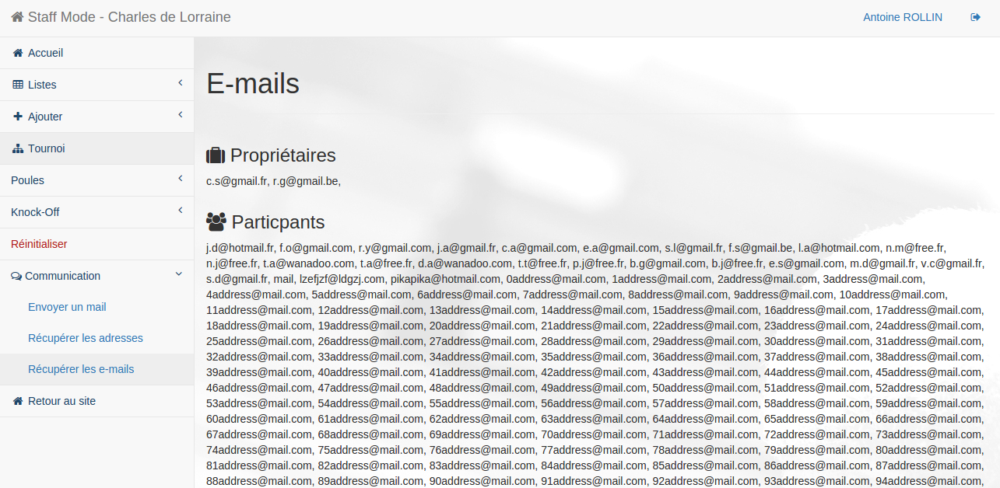 Staff Mode - Charles de Lorraine
Antoine ROLLIN
Accueil
Listes
Ajouter
Tournoi
Poules
Knock-Off
Réinitialiser
Communication
Envoyer un mail
Récupérer les adresses
Récupérer les e-mails
Retour au site
E-mails
Propriétaires
c.s@gmail.fr, r.g@gmail.be,
Particpants
j.d@hotmail.fr, f.o@gmail.com, r.y@gmail.com, j.a@gmail.fr, c.a@gmail.com, e.a@gmail.com, s.l@gmail.fr, f.s@gmail.be, l.a@hotmail.com, n.m@free.fr,
n.j@free.fr, t.a@wanadoo.com, t.a@free.fr, d.a@wanadoo.com, t.t@free.fr, p.j@free.fr, b.g@gmail.com, b.j@free.fr, e.s@gmail.com, m.d@gmail.fr, v.c@gmail.fr,
s.d@gmail.fr, mail, lzefjzf@ldgzj.com, pikapika@hotmail.com, 0address@mail.com, 1address@mail.com, 2address@mail.com, 3address@mail.com,
4address@mail.com, 5address@mail.com, 6address@mail.com, 7address@mail.com, 8address@mail.com, 9address@mail.com, 10address@mail.com,
11address@mail.com, 12address@mail.com, 13address@mail.com, 14address@mail.com, 15address@mail.com, 16address@mail.com, 17address@mail.com,
18address@mail.com, 19address@mail.com, 20address@mail.com, 21address@mail.com, 22address@mail.com, 23address@mail.com, 24address@mail.com,
25address@mail.com, 26address@mail.com, 27address@mail.com, 28address@mail.com, 29address@mail.com, 30address@mail.com, 31address@mail.com,
32address@mail.com, 33address@mail.com, 34address@mail.com, 35address@mail.com, 36address@mail.com, 37address@mail.com, 38address@mail.com,
39address@mail.com, 40address@mail.com, 41address@mail.com, 42address@mail.com, 43address@mail.com, 44address@mail.com, 45address@mail.com,
46address@mail.com, 47address@mail.com, 48address@mail.com, 49address@mail.com, 50address@mail.com, 51address@mail.com, 52address@mail.com,
53address@mail.com, 54address@mail.com, 55address@mail.com, 56address@mail.com, 57address@mail.com, 58address@mail.com, 59address@mail.com,
60address@mail.com, 61address@mail.com, 62address@mail.com, 63address@mail.com, 64address@mail.com, 65address@mail.com, 66address@mail.com,
67address@mail.com, 68address@mail.com, 69address@mail.com, 70address@mail.com, 71address@mail.com, 72address@mail.com, 73address@mail.com,
74address@mail.com, 75address@mail.com, 76address@mail.com, 77address@mail.com, 78address@mail.com, 79address@mail.com, 80address@mail.com,
81address@mail.com, 82address@mail.com, 83address@mail.com, 84address@mail.com, 85address@mail.com, 86address@mail.com, 87address@mail.com,
88address@mail.com, 89address@mail.com, 90address@mail.com, 91address@mail.com, 92address@mail.com, 93address@mail.com, 94address@mail.com,